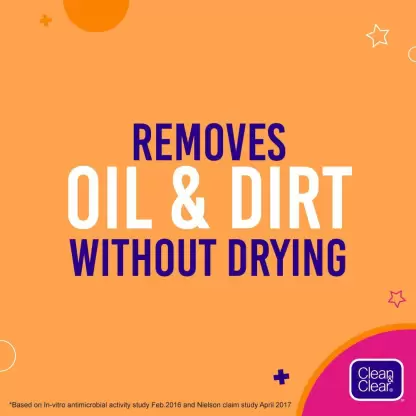 REMOVES
OIL & DIRT
WITHOUT DRYING
Clean &
Clear®
*Based on In-vitro antimicrobial activity study Feb.2016 and Nielson claim study April 2017